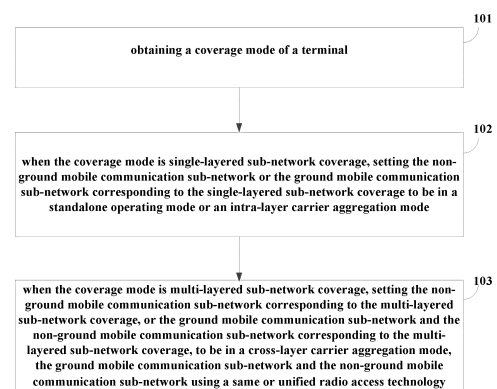 101
obtaining a coverage mode of a terminal
102
when the coverage mode is single-layered sub-network coverage, setting the non-
ground mobile communication sub-network or the ground mobile communication
sub-network corresponding to the single-layered sub-network coverage to be in a
standalone operating mode or an intra-layer carrier aggregation mode
103
when the coverage mode is multi-layered sub-network coverage, setting the non-
ground mobile communication sub-network corresponding to the multi-layered
sub-network coverage, or the ground mobile communication sub-network and the
non-ground mobile communication sub-network corresponding to the multi-
layered sub-network coverage, to be in a cross-layer carrier aggregation mode,
the ground mobile communication sub-network and the non-ground mobile
communication sub-network using a same or unified radio access technology